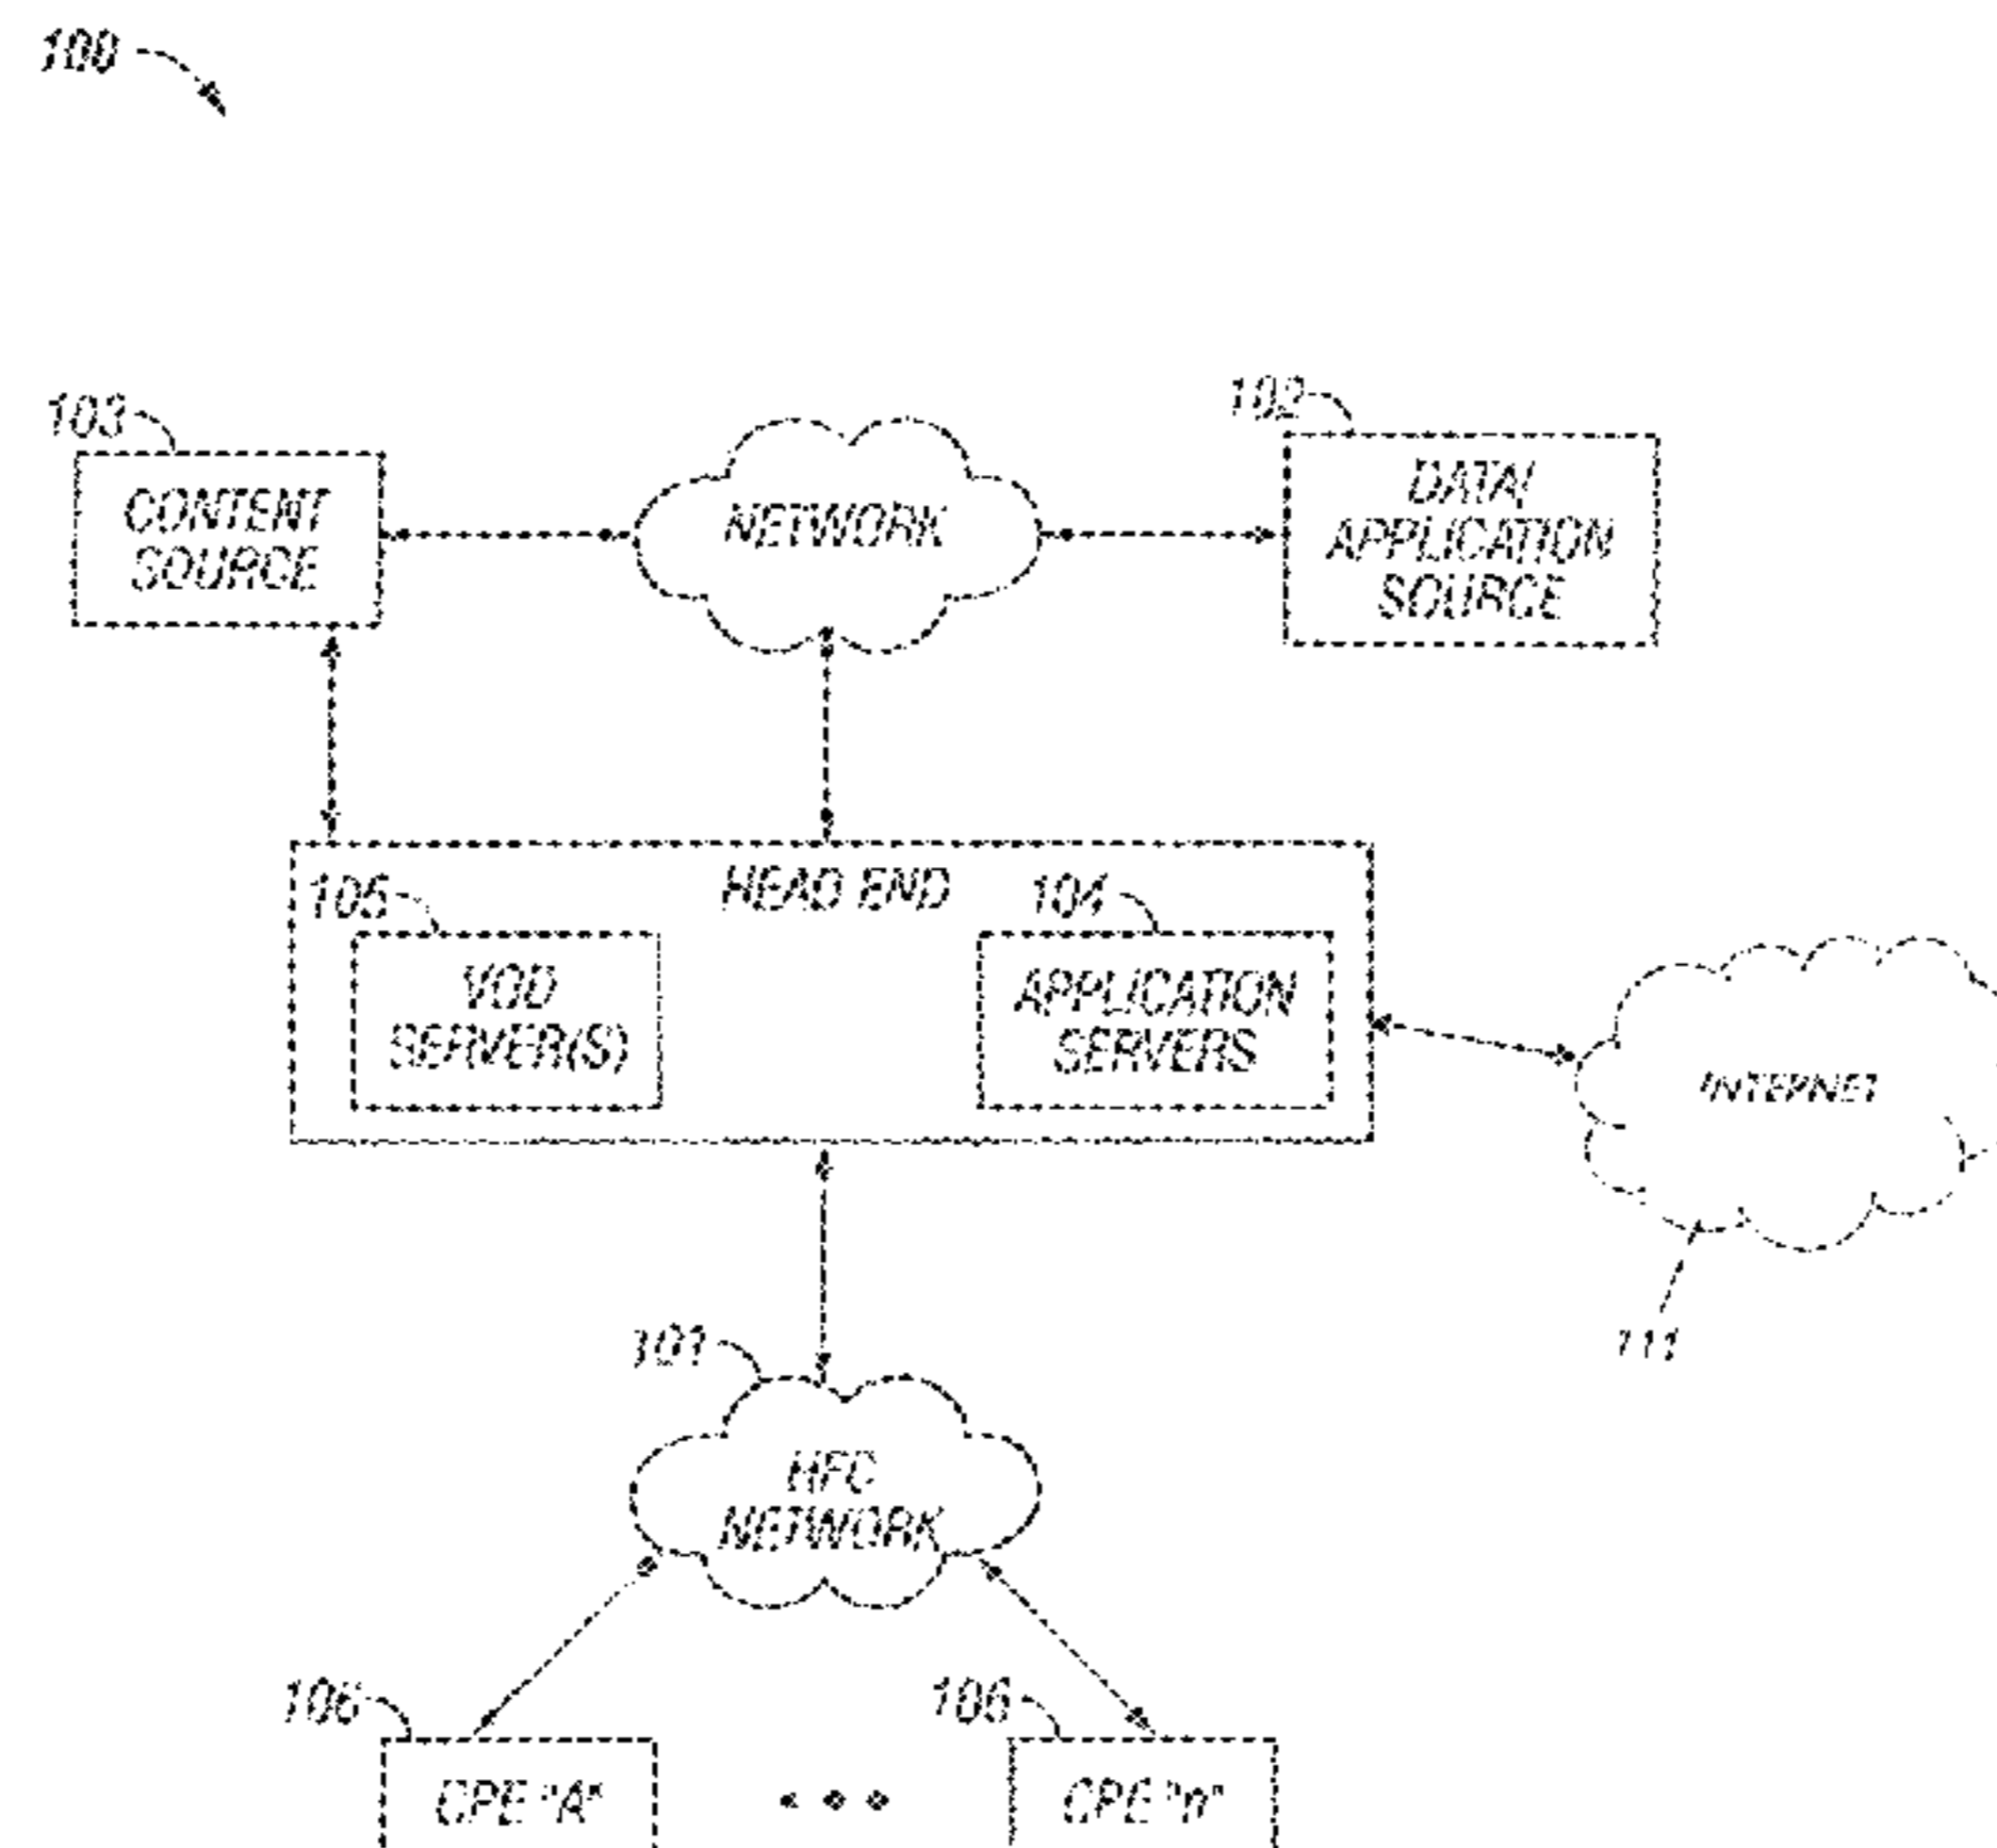 100
103
102
CONTENT
SOURCE
NETWORK
DATA/
APPLICATION
SOURCE
HEAD END
105
104
VOD
SERVER(S)
APPLICATION
SERVERS
INTERNET
111
101
HFC
NETWORK
106
106
CPE "A"
CPE "n"